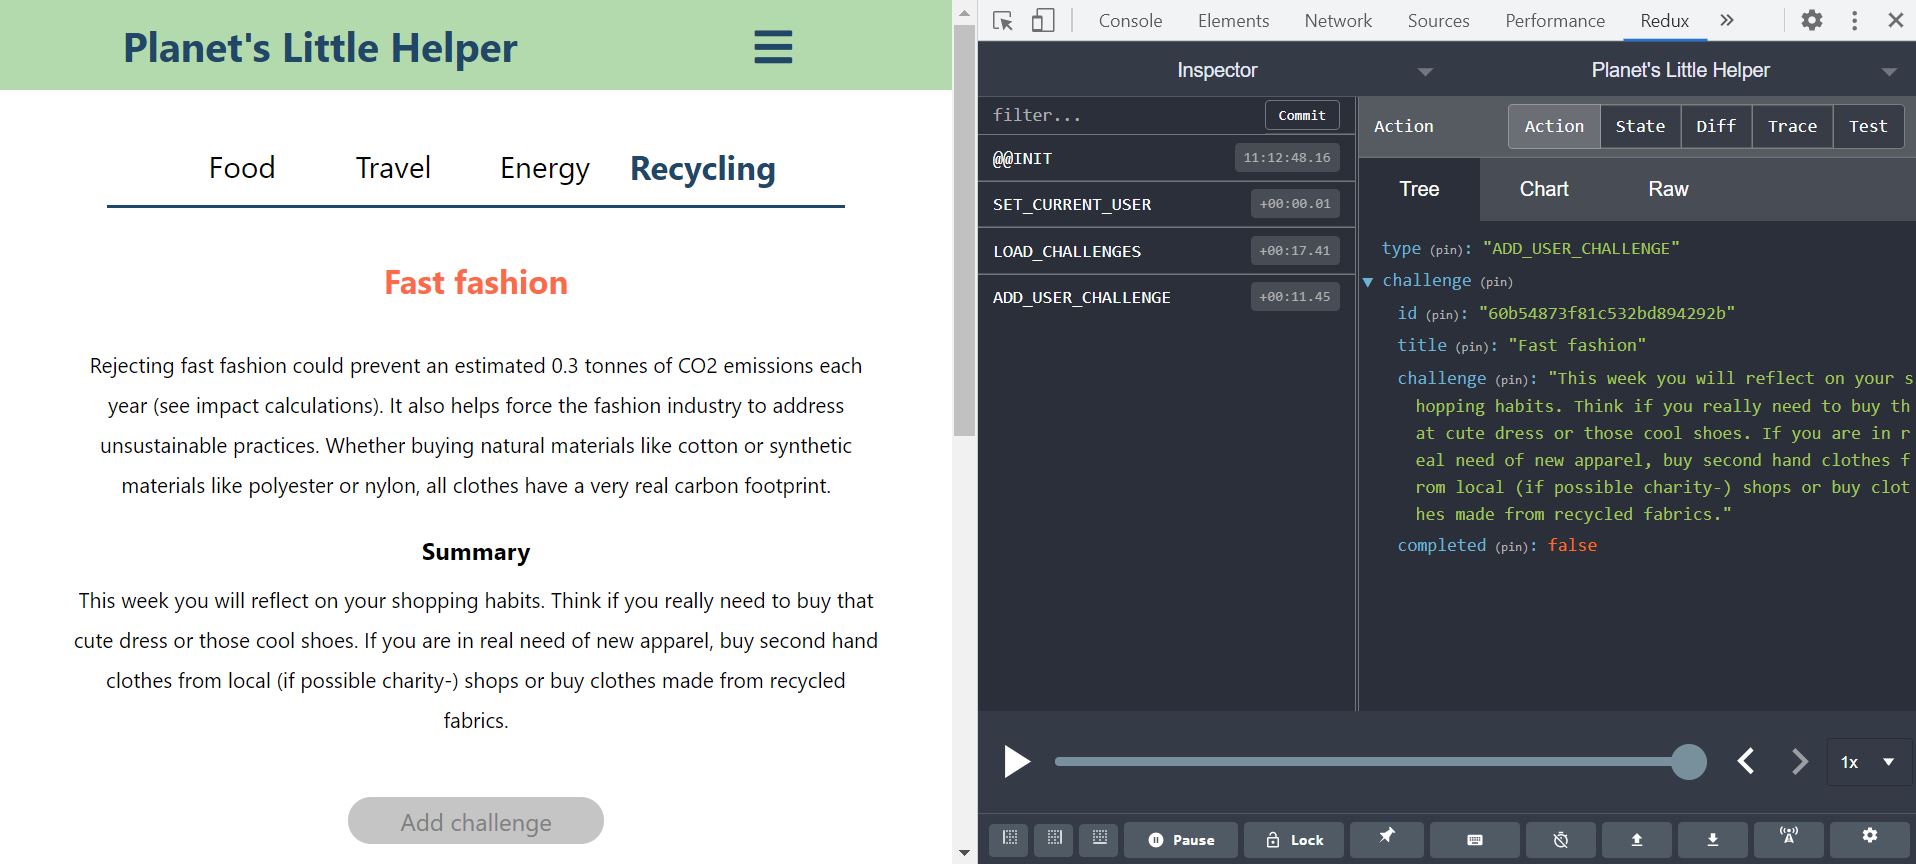 Planet's Little Helper
Food Travel Energy Recycling
Fast fashion
Rejecting fast fashion could prevent an estimated 0.3 tonnes of CO2 emissions each
year (see impact calculations). It also helps force the fashion industry to address
unsustainable practices. Whether buying natural materials like cotton or synthetic
materials like polyester or nylon, all clothes have a very real carbon footprint.
Summary
This week you will reflect on your shopping habits. Think if you really need to buy that
cute dress or those cool shoes. If you are in real need of new apparel, buy second hand
clothes from local (if possible charity-) shops or buy clothes made from recycled
fabrics.
Add challenge
Console Elements Network Sources Performance Redux »
Inspector Planet's Little Helper
filter... Commit
@@INIT 11:12:48.16
SET_CURRENT_USER +00:00.01
LOAD_CHALLENGES +00:17.41
ADD_USER_CHALLENGE +00:11.45
Action Action State Diff Trace Test
Tree Chart Raw
type (pin): "ADD_USER_CHALLENGE"
challenge (pin)
id (pin): "60b54873f81c532bd894292b"
title (pin): "Fast fashion"
challenge (pin): "This week you will reflect on your s
hopping habits. Think if you really need to buy th
at cute dress or those cool shoes. If you are in r
eal need of new apparel, buy second hand clothes f
rom local (if possible charity-) shops or buy clot
hes made from recycled fabrics."
completed (pin): false
1x
Pause Lock